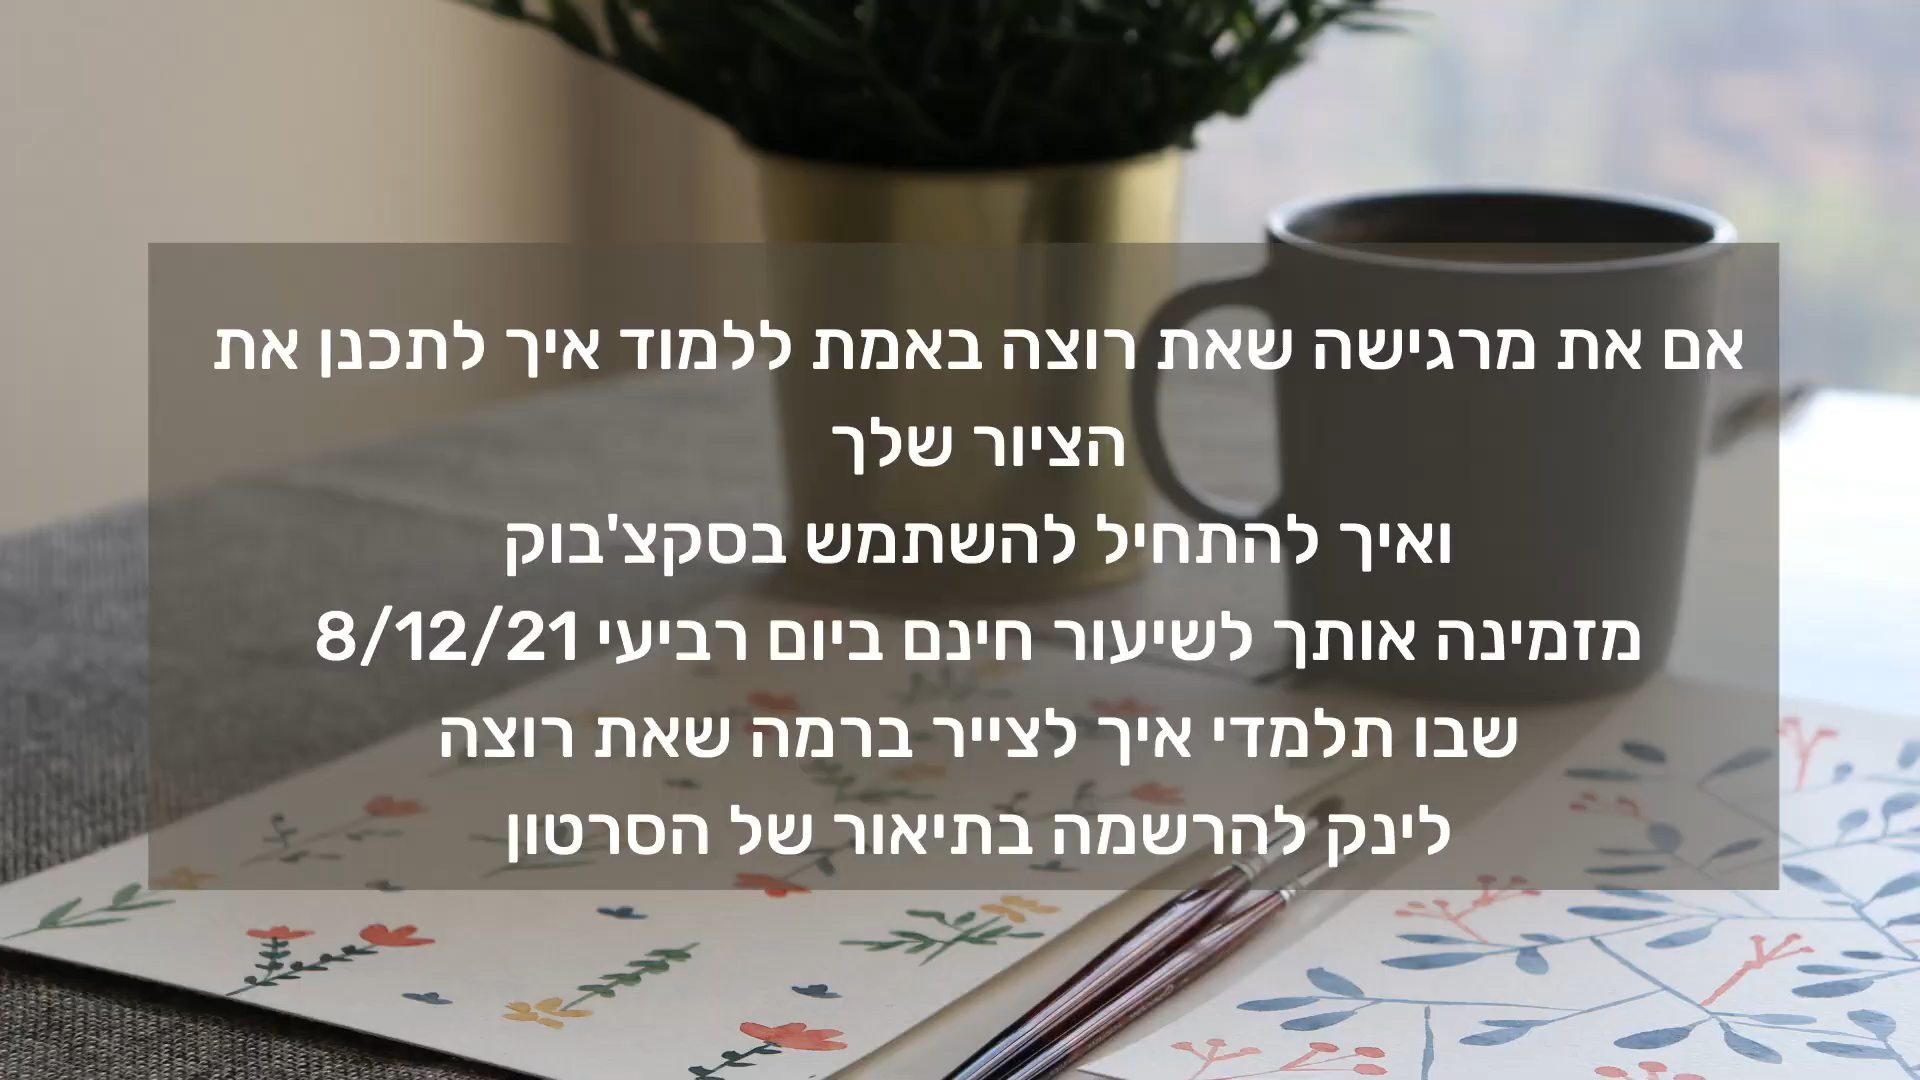 אם את מרגישה שאת רוצה באמת ללמוד איך לתכנן את
הציור שלך
ואיך להתחיל להשתמש בסקצ'בוק
מזמינה אותך לשיעור חינם ביום רביעי 8/12/21
שבו תלמדי איך לצייר ברמה שאת רוצה
לינק להרשמה בתיאור של הסרטון